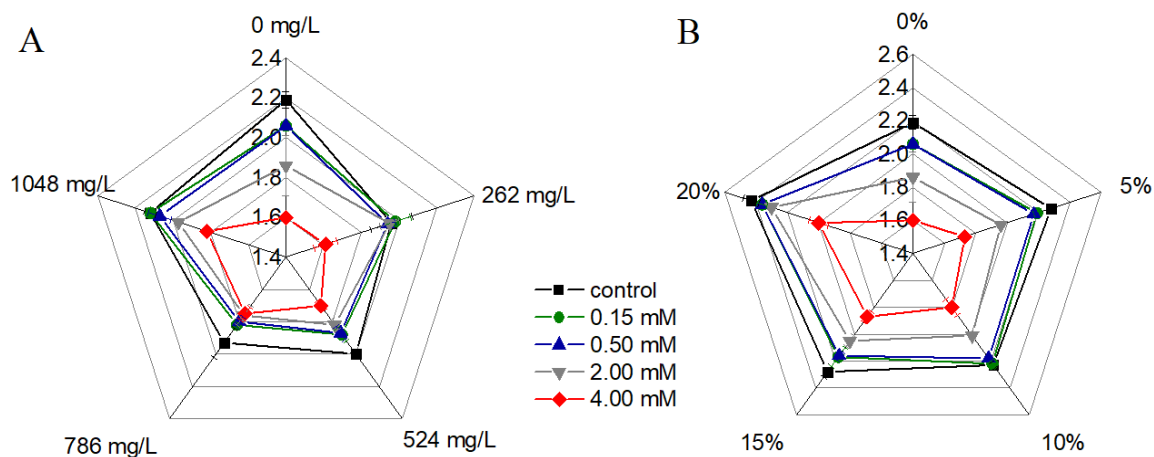 A
0 mg/L
2.4
2.2
2.0
1.8
1.6
1.4
262 mg/L
524 mg/L
786 mg/L
1048 mg/L
control
0.15 mM
0.50 mM
2.00 mM
4.00 mM
B
0%
2.6
2.4
2.2
2.0
1.8
1.6
1.4
5%
10%
15%
20%